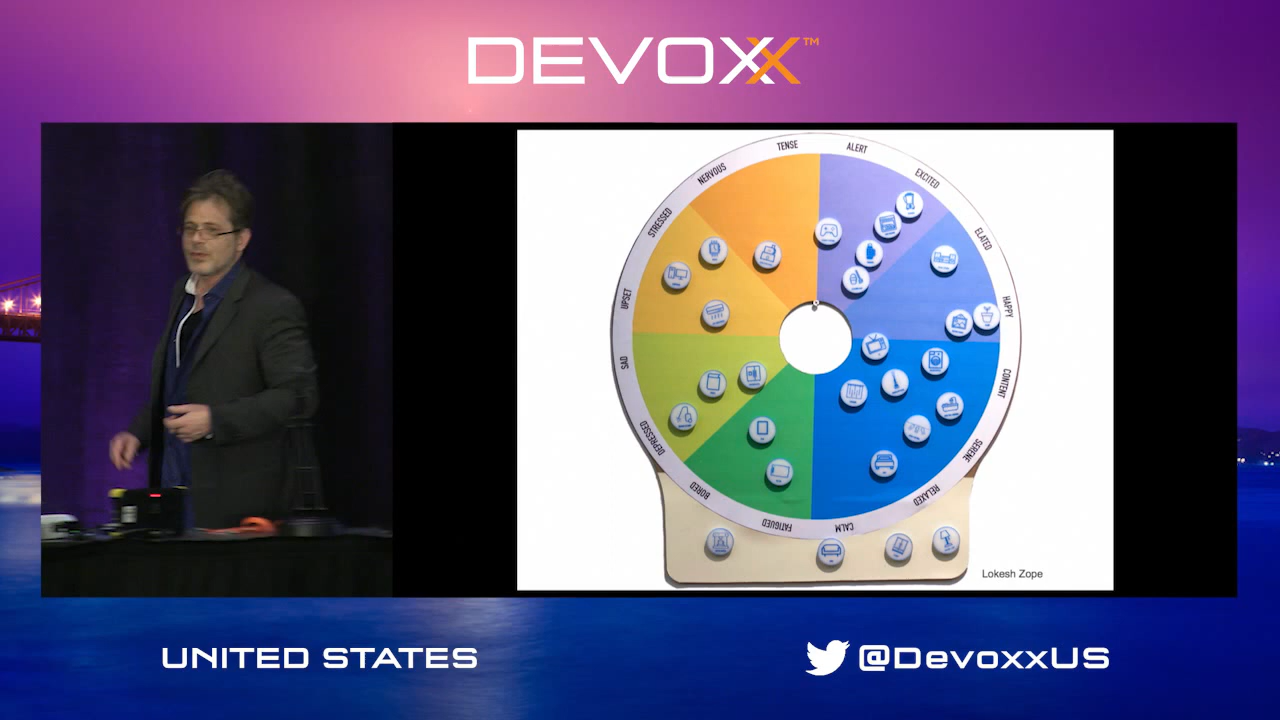 DEVOXX™
TENSE
ALERT
NERVOUS
EXCITED
STRESSED
ELATED
UPSET
HAPPY
SAD
CONTENT
DEPRESSED
SERENE
BORED
RELAXED
FATIGUED
CALM
Lokesh Zope
UNITED STATES
@DevoxxUS